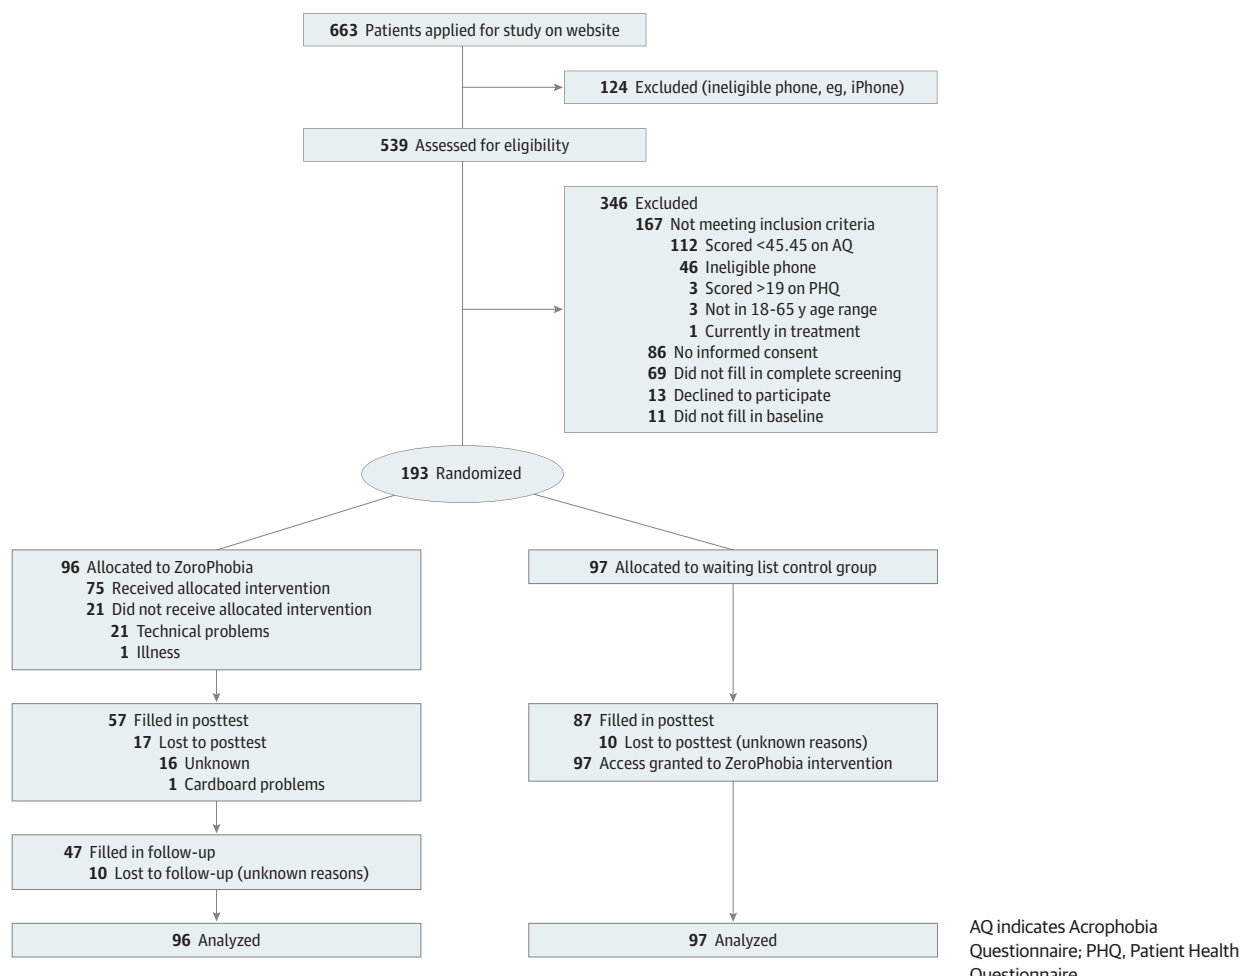 663 Patients applied for study on website
124 Excluded (ineligible phone, eg, iPhone)
539 Assessed for eligibility
346 Excluded
167 Not meeting inclusion criteria
112 Scored <45.45 on AQ
46 Ineligible phone
3 Scored >19 on PHQ
3 Not in 18-65 y age range
1 Currently in treatment
86 No informed consent
69 Did not fill in complete screening
13 Declined to participate
11 Did not fill in baseline
193 Randomized
96 Allocated to ZoroPhobia
75 Received allocated intervention
21 Did not receive allocated intervention
21 Technical problems
1 Illness
97 Allocated to waiting list control group
57 Filled in posttest
17 Lost to posttest
16 Unknown
1 Cardboard problems
87 Filled in posttest
10 Lost to posttest (unknown reasons)
97 Access granted to ZeroPhobia intervention
47 Filled in follow-up
10 Lost to follow-up (unknown reasons)
96 Analyzed
97 Analyzed
AQ indicates Acrophobia
Questionnaire; PHQ, Patient Health
Questionnaire